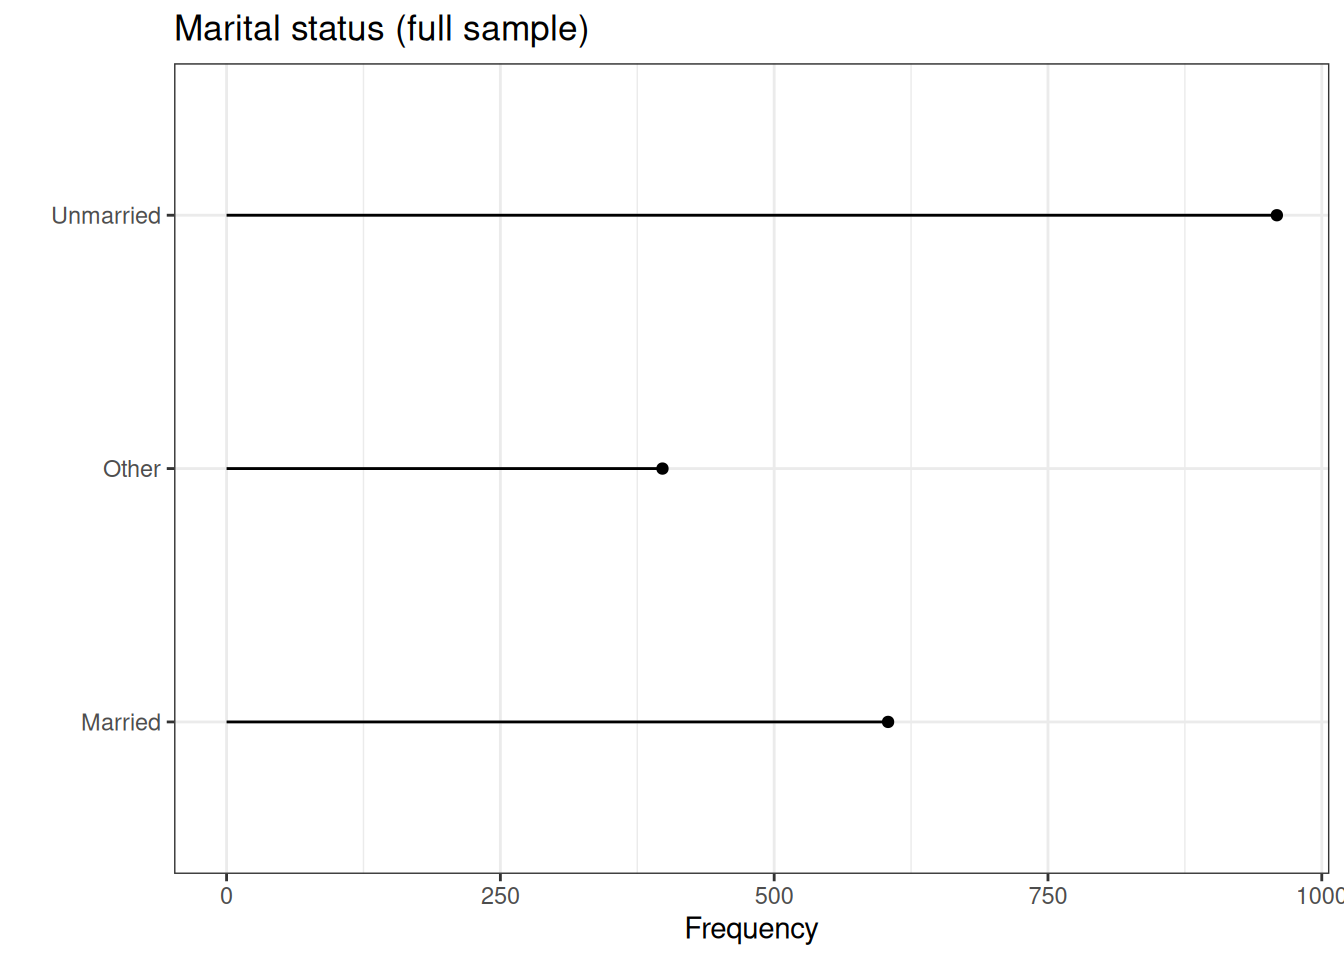 Marital status (full sample)
Unmarried
Other
Married
0 250 500 750 1000
Frequency